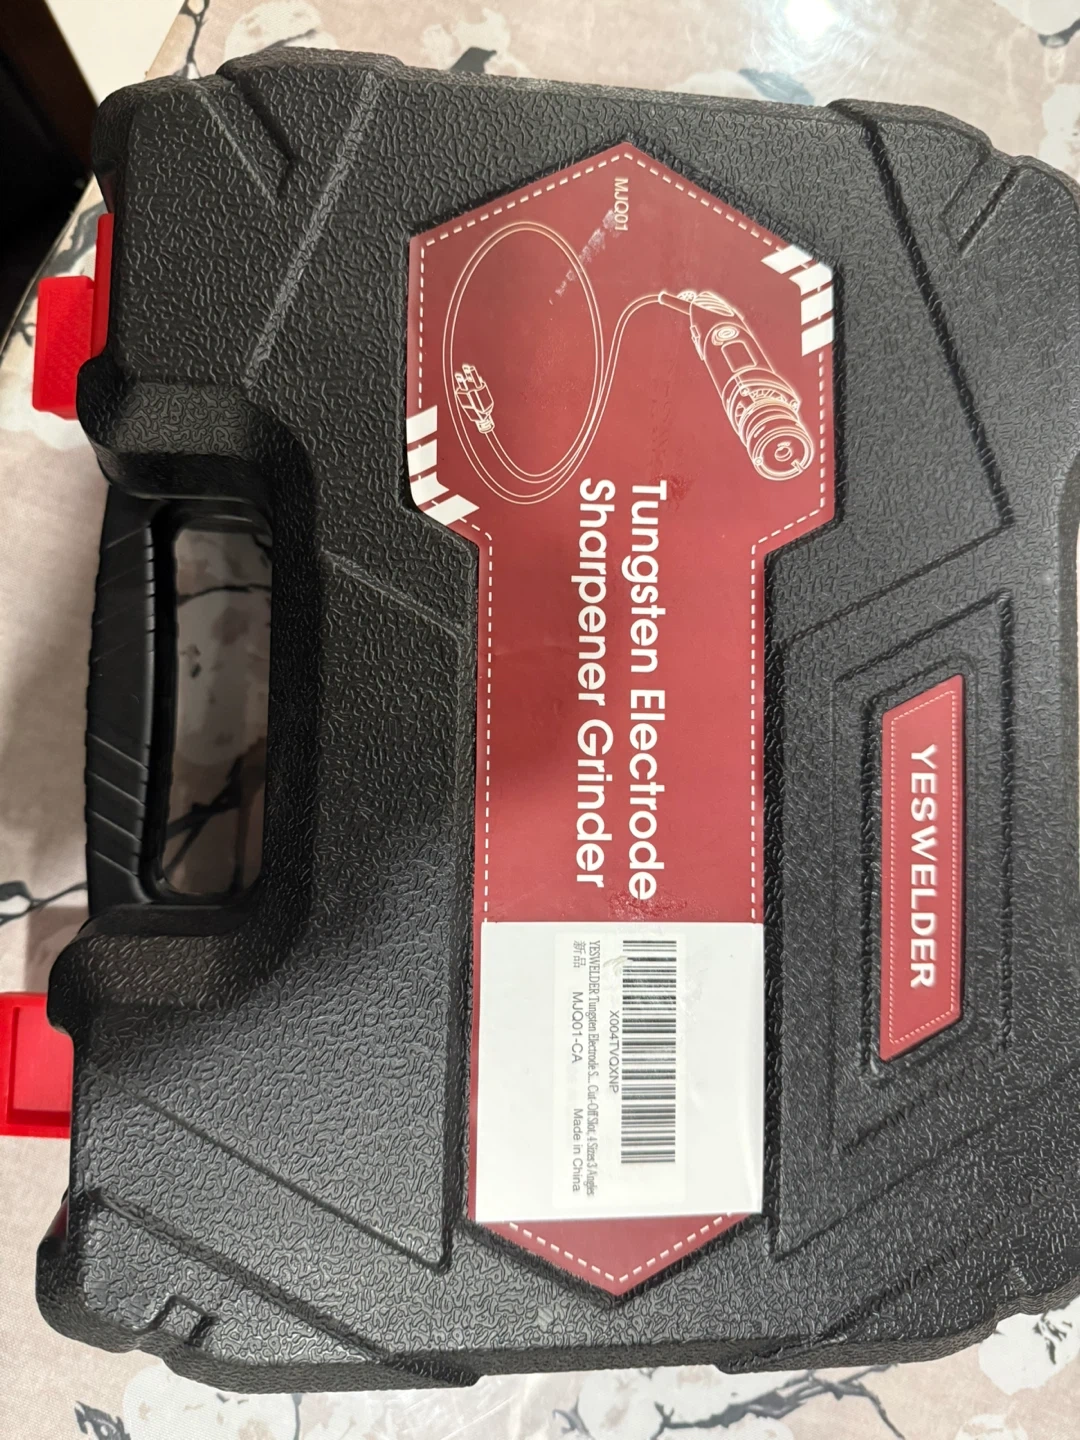 YESWELDER
MJQ01
Tungsten Electrode
Sharpener Grinder
X004TVQXNP
YESWELDER Tungsten Electrode S... Cut-Off Slot, 4 Sizes 3 Angles
新品
MJQ01-CA
Made in China